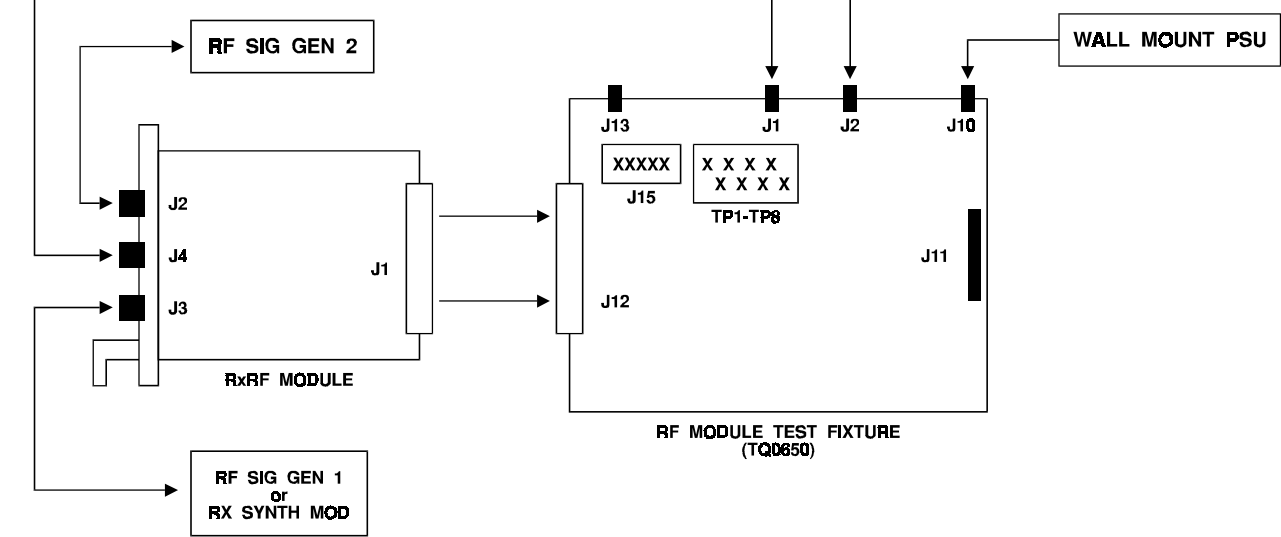 RF SIG GEN 2
WALL MOUNT PSU
J13
J1
J2
J10
XXXXX
X X X X
X X X X
J15
TP1-TP8
J2
J4
J3
J1
J11
J12
RxRF MODULE
RF MODULE TEST FIXTURE
(TQ0650)
RF SIG GEN 1
or
RX SYNTH MOD